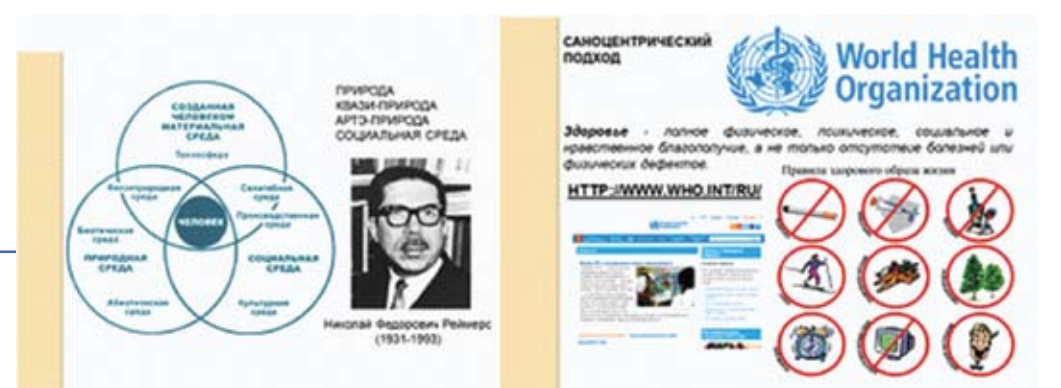 СОЗДАННАЯ
ЧЕЛОВЕКОМ
МАТЕРИАЛЬНАЯ
СРЕДА
Техносфера
Квазиприродная
среда
Селитебная
среда
Производственная
среда
ЧЕЛОВЕК
Биотическая
среда
ПРИРОДНАЯ
СРЕДА
СОЦИАЛЬНАЯ
СРЕДА
Абиотическая
среда
Культурная
среда
ПРИРОДА
КВАЗИ-ПРИРОДА
АРТЭ-ПРИРОДА
СОЦИАЛЬНАЯ СРЕДА
Николай Федорович Реймерс
(1931-1993)
САНОЦЕНТРИЧЕСКИЙ
ПОДХОД
World Health
Organization
Здоровье - полное физическое, психическое, социальное и
нравственное благополучие, а не только отсутствие болезней или
физических дефектов.
Правила здорового образа жизни
HTTP://WWW.WHO.INT/RU/